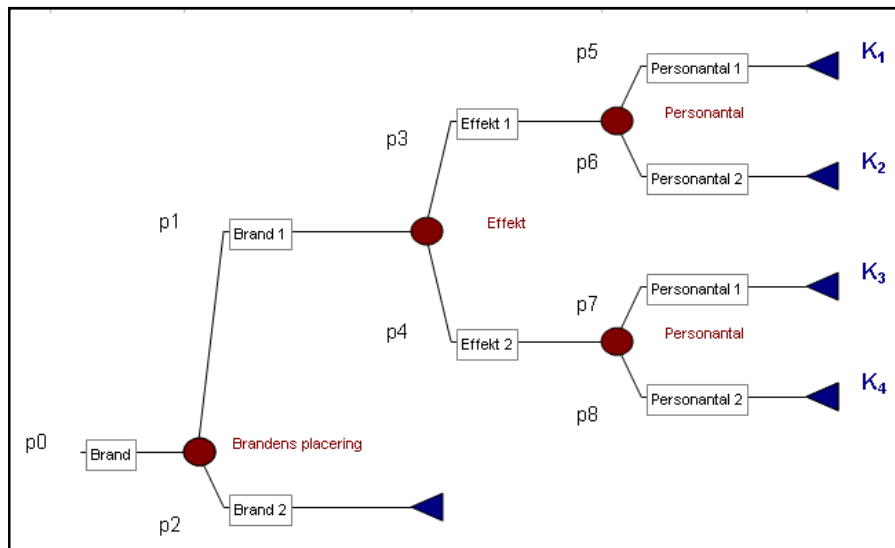 p5
Personantal 1
K1
Personantal
p3
Effekt 1
p6
Personantal 2
K2
p1
Brand 1
Effekt
p7
Personantal 1
K3
p4
Effekt 2
Personantal
p8
Personantal 2
K4
p0
Brand
Brandens placering
p2
Brand 2